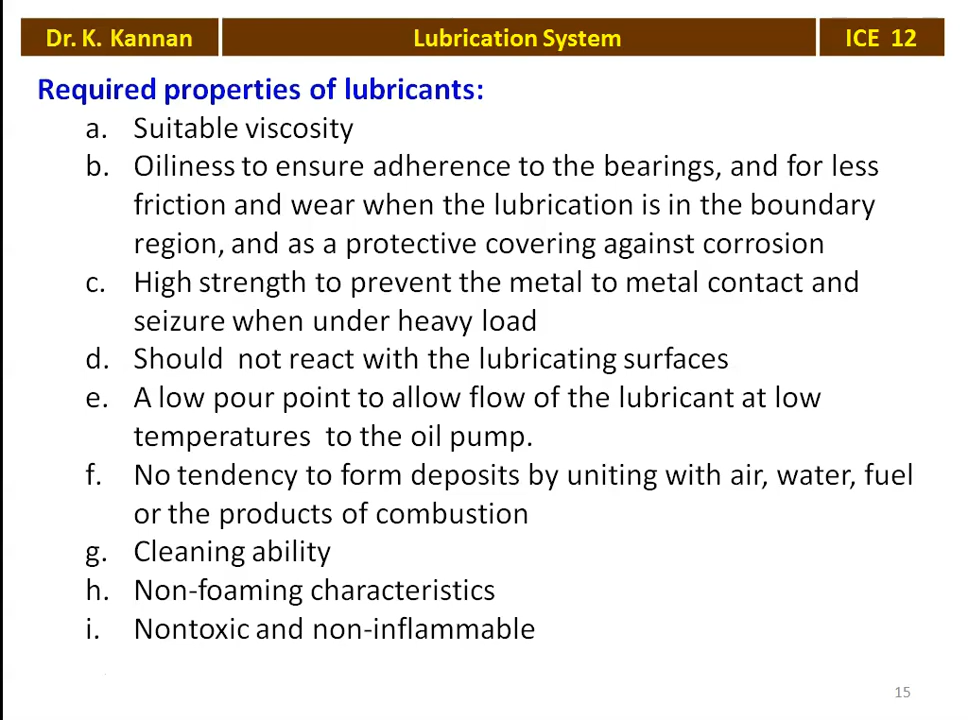 Dr. K. Kannan
Lubrication System
ICE 12
Required properties of lubricants:
a. Suitable viscosity
b. Oiliness to ensure adherence to the bearings, and for less
friction and wear when the lubrication is in the boundary
region, and as a protective covering against corrosion
c. High strength to prevent the metal to metal contact and
seizure when under heavy load
d. Should not react with the lubricating surfaces
e. A low pour point to allow flow of the lubricant at low
temperatures to the oil pump.
f. No tendency to form deposits by uniting with air, water, fuel
or the products of combustion
g. Cleaning ability
h. Non-foaming characteristics
i. Nontoxic and non-inflammable
15